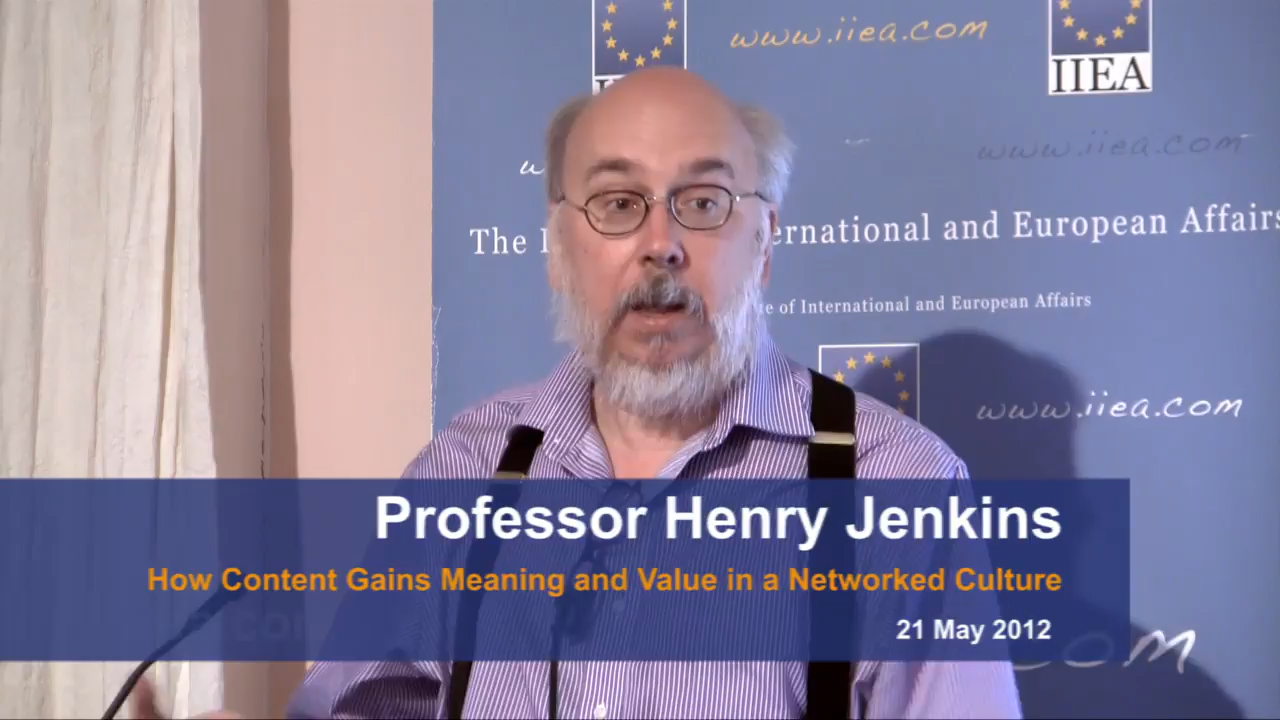 www.iiea.com
IIEA
www.iiea.com
The ernational and European Affairs
of International and European Affairs
www.iiea.com
Professor Henry Jenkins
How Content Gains Meaning and Value in a Networked Culture
21 May 2012
com